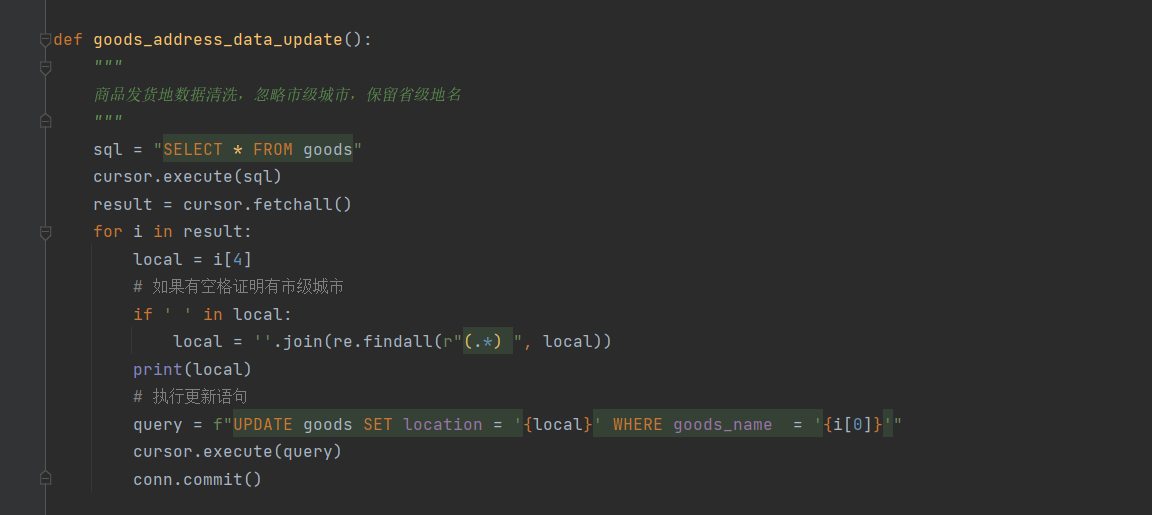 def goods_address_data_update():
    """
    商品发货地数据清洗，忽略市级城市，保留省级地名
    """
    sql = "SELECT * FROM goods"
    cursor.execute(sql)
    result = cursor.fetchall()
    for i in result:
        local = i[4]
        # 如果有空格证明有市级城市
        if ' ' in local:
            local = ''.join(re.findall(r"(.*) ", local))
        print(local)
        # 执行更新语句
        query = f"UPDATE goods SET location = '{local}' WHERE goods_name  = '{i[0]}'"
        cursor.execute(query)
        conn.commit()